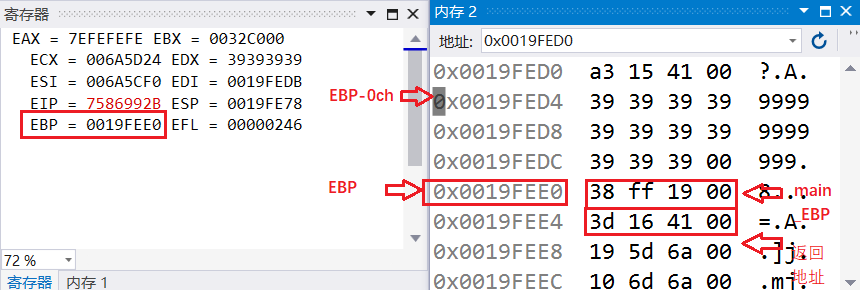 寄存器
EAX = 7EFEFEFE EBX = 0032C000
ECX = 006A5D24 EDX = 39393939
ESI = 006A5CF0 EDI = 0019FEDB
EIP = 7586992B ESP = 0019FE78
EBP = 0019FEE0 EFL = 00000246
72 %
寄存器 内存 1
内存 2
地址: 0x0019FED0
0x0019FED0 a3 15 41 00 ?.A.
EBP-0ch 0x0019FED4 39 39 39 39 9999
0x0019FED8 39 39 39 39 9999
0x0019FEDC 39 39 39 00 999.
EBP 0x0019FEE0 38 ff 19 00 8... main
_EBP
0x0019FEE4 3d 16 41 00 =.A.
0x0019FEE8 19 5d 6a 00 .]j. 返回
地址
0x0019FEEC 10 6d 6a 00 .mj.